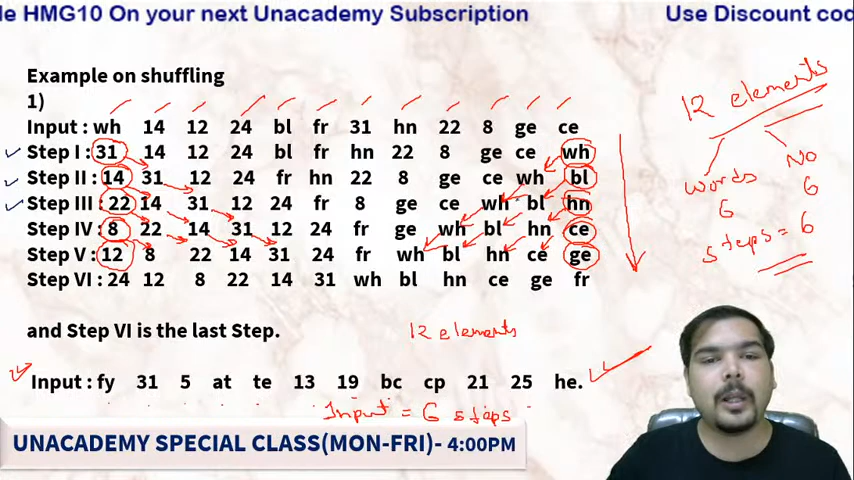 le HMG10 On your next Unacademy Subscription Use Discount cod
Example on shuffling
1)
Input : wh 14 12 24 bl fr 31 hn 22 8 ge ce
Step I : 31 14 12 24 bl fr hn 22 8 ge ce wh
Step II : 14 31 12 24 fr hn 22 8 ge ce wh bl
Step III : 22 14 31 12 24 fr 8 ge ce wh bl hn
Step IV : 8 22 14 31 12 24 fr ge wh bl hn ce
Step V : 12 8 22 14 31 24 fr wh bl hn ce ge
Step VI : 24 12 8 22 14 31 wh bl hn ce ge fr
12 elements
words No
6 6
steps = 6
and Step VI is the last Step.
12 elements
Input : fy 31 5 at te 13 19 bc cp 21 25 he.
Input = 6 steps
UNACADEMY SPECIAL CLASS(MON-FRI)- 4:00PM